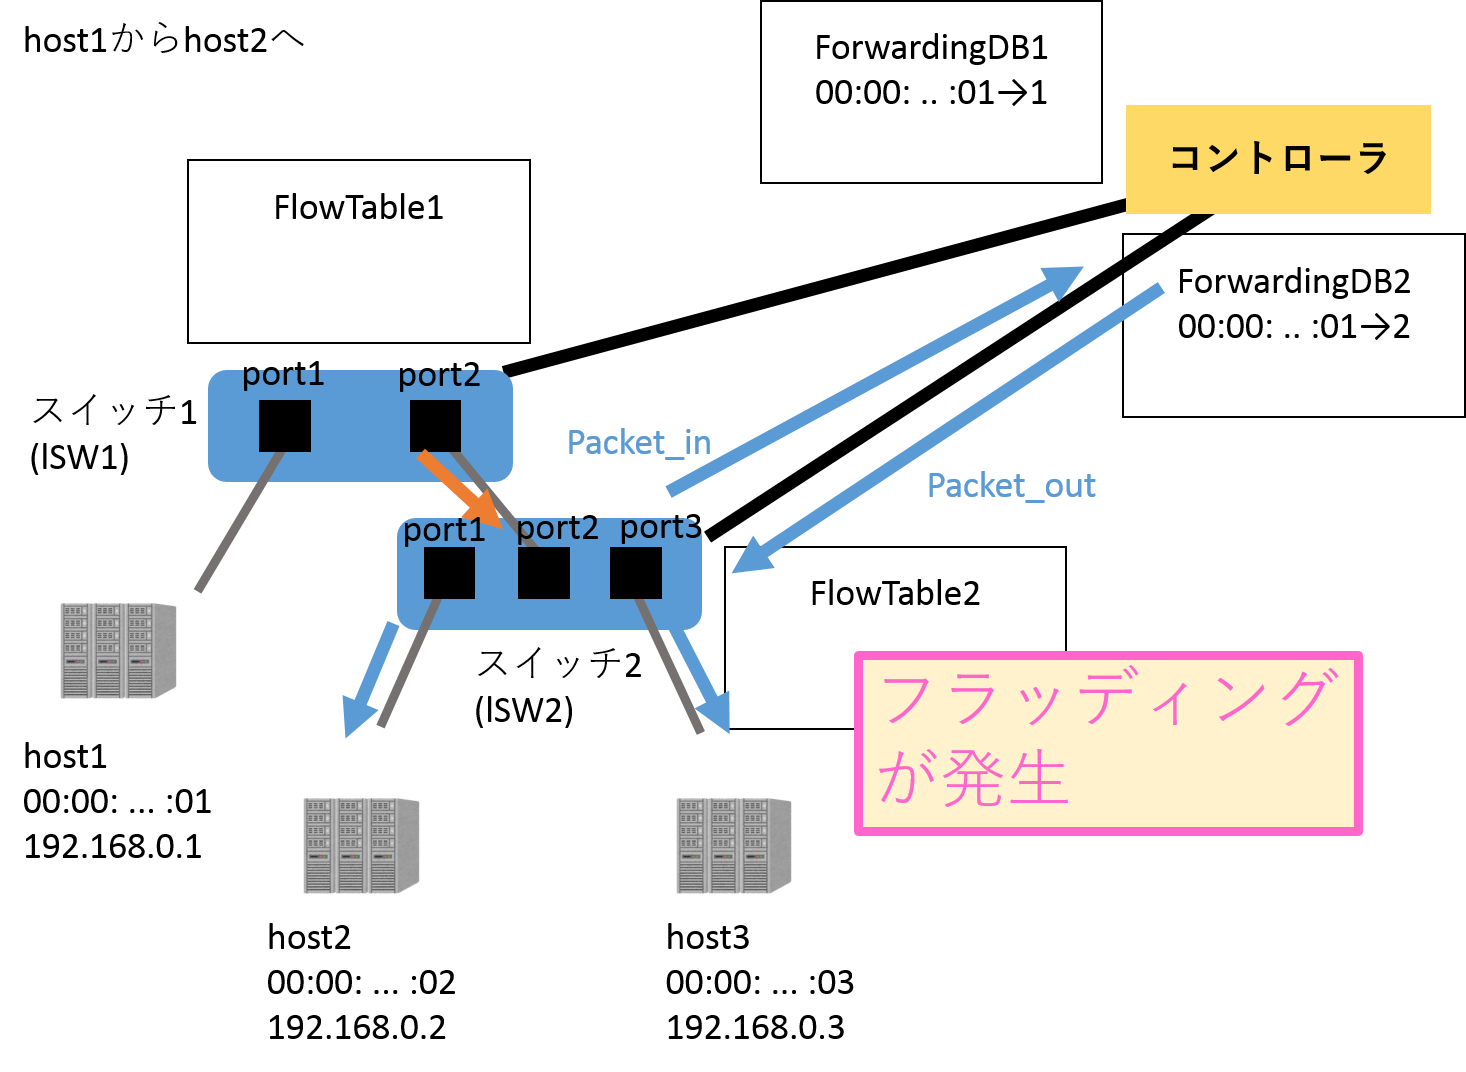 host1からhost2へ
ForwardingDB1
00:00: .. :01→1
コントローラ
FlowTable1
ForwardingDB2
00:00: .. :01→2
port1
port2
スイッチ1
(lSW1)
Packet_in
Packet_out
port1
port2
port3
FlowTable2
スイッチ2
(lSW2)
フラッディング
が発生
host1
00:00: ... :01
192.168.0.1
host2
00:00: ... :02
192.168.0.2
host3
00:00: ... :03
192.168.0.3